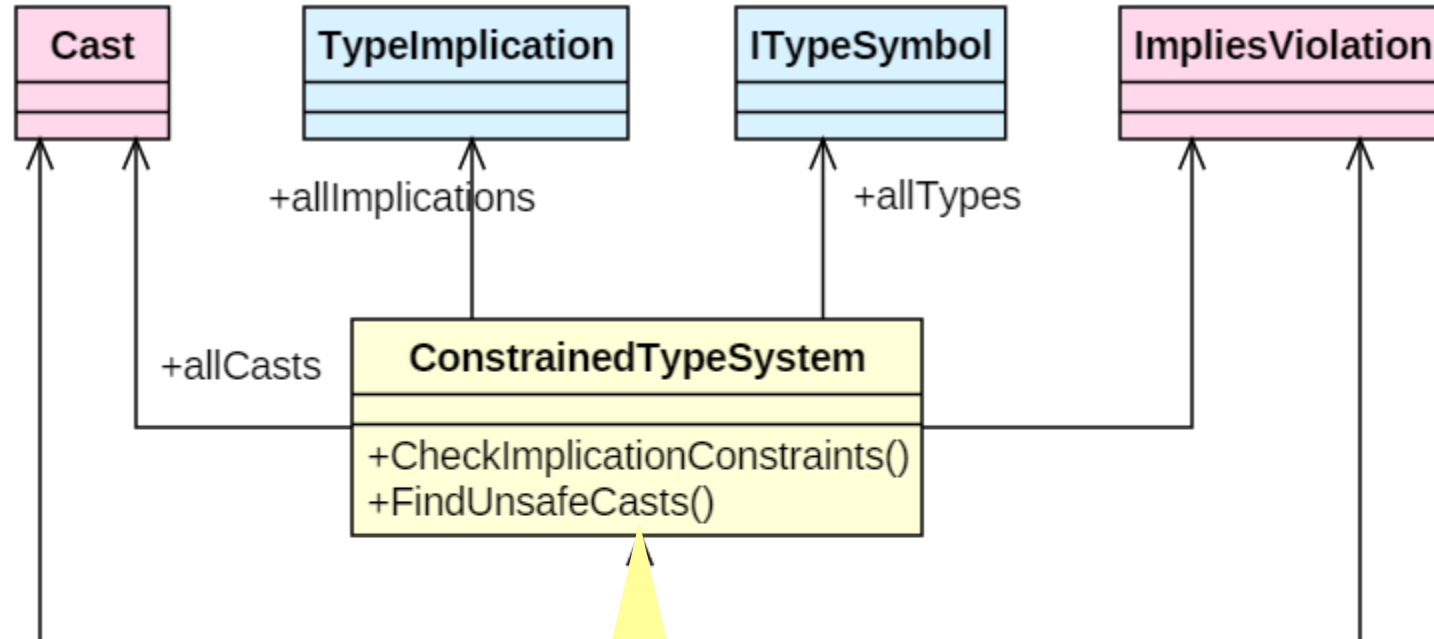 Cast
TypeImplication
ITypeSymbol
ImpliesViolation
+allImplications
+allTypes
+allCasts
ConstrainedTypeSystem
+CheckImplicationConstraints()
+FindUnsafeCasts()